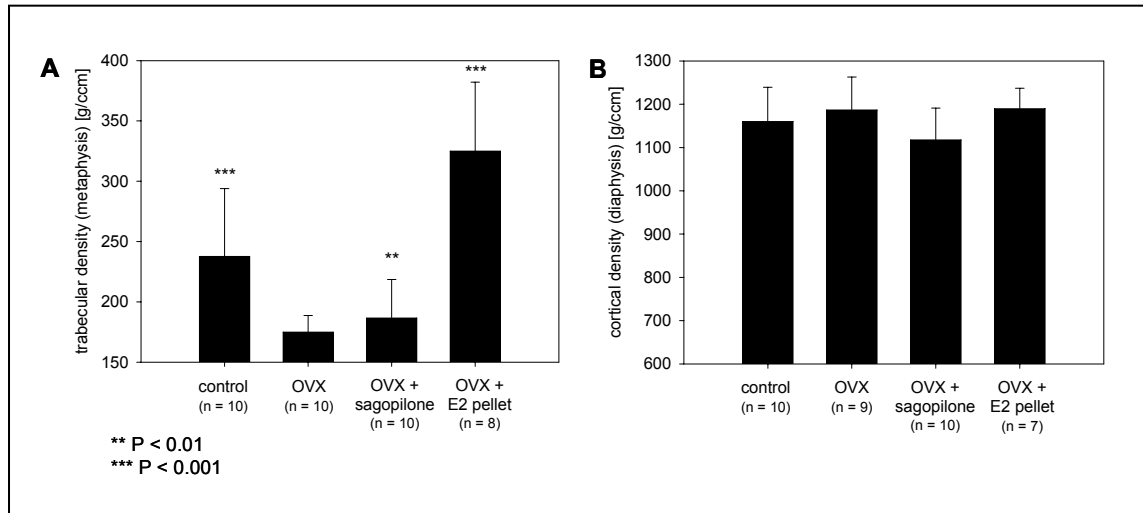 A
trabecular density (metaphysis) [g/ccm]
400
350
300
250
200
150
***
**
***
control
(n = 10)
OVX
(n = 10)
OVX +
sagopilone
(n = 10)
OVX +
E2 pellet
(n = 8)
** P < 0.01
*** P < 0.001
B
cortical density (diaphysis) [g/ccm]
1300
1200
1100
1000
900
800
700
600
control
(n = 10)
OVX
(n = 9)
OVX +
sagopilone
(n = 10)
OVX +
E2 pellet
(n = 7)